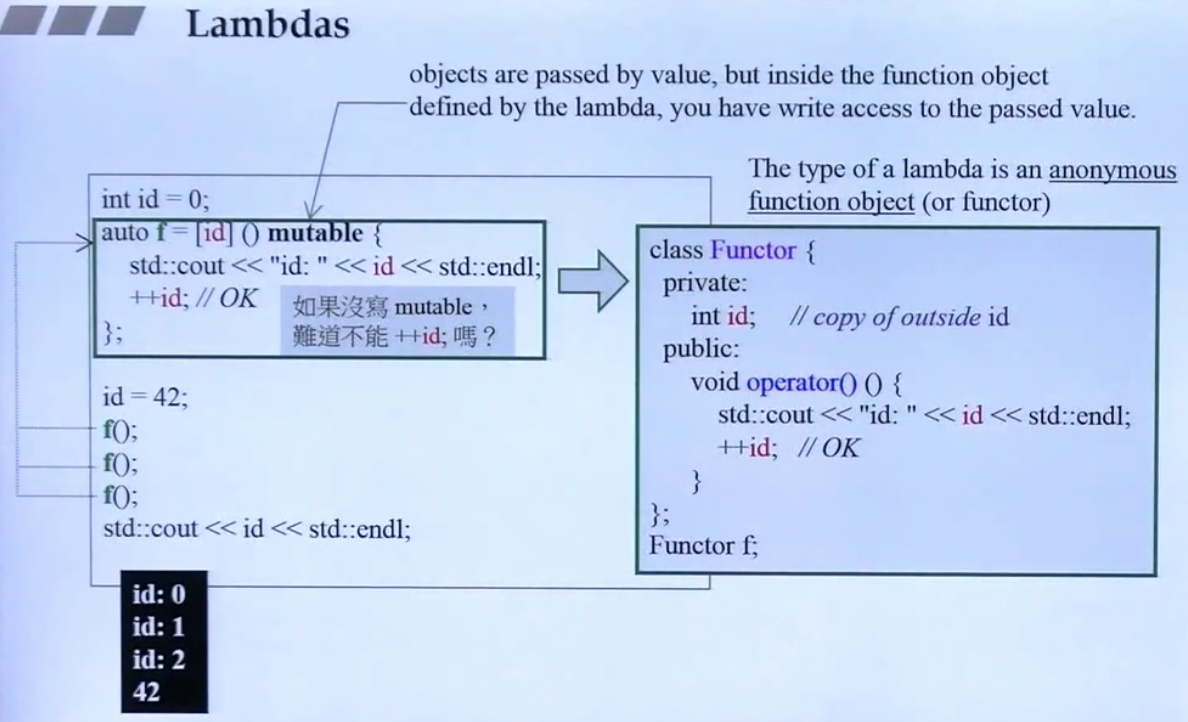 Lambdas
objects are passed by value, but inside the function object
defined by the lambda, you have write access to the passed value.
The type of a lambda is an anonymous
function object (or functor)
int id = 0;
auto f = [id] () mutable {
std::cout << "id: " << id << std::endl;
++id; // OK
};
如果沒寫 mutable，
難道不能 ++id; 嗎？
id = 42;
f();
f();
f();
std::cout << id << std::endl;
class Functor {
private:
int id; // copy of outside id
public:
void operator() () {
std::cout << "id: " << id << std::endl;
++id; // OK
}
};
Functor f;
id: 0
id: 1
id: 2
42